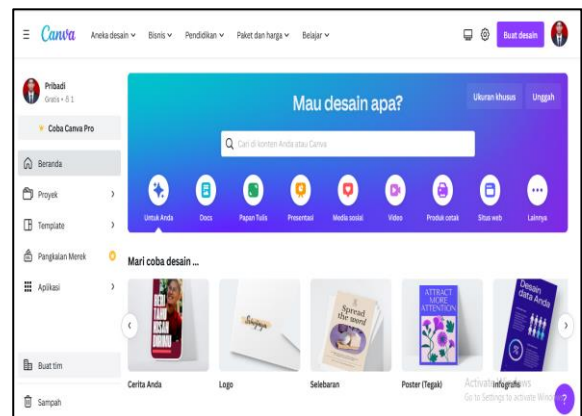 Canva
Aneka desain
Bisnis
Pendidikan
Paket dan harga
Belajar
Buat desain
Pribadi
Gratis • 1
Coba Canva Pro
Beranda
Proyek
Template
Pangkalan Merek
Aplikasi
Buat tim
Sampah
Mau desain apa?
Ukuran khusus
Unggah
Cari di konten Anda atau Canva
Untuk Anda
Docs
Papan Tulis
Presentasi
Media sosial
Video
Produk cetak
Situs web
Lainnya
Mari coba desain ...
Spread
the word
ATTRACT
MORE
ATTENTION
Desain
data Anda
Cerita Anda
Logo
Selebaran
Poster (Tegak)
Infografis
Activate Windows
Go to Settings to activate Windows.
?